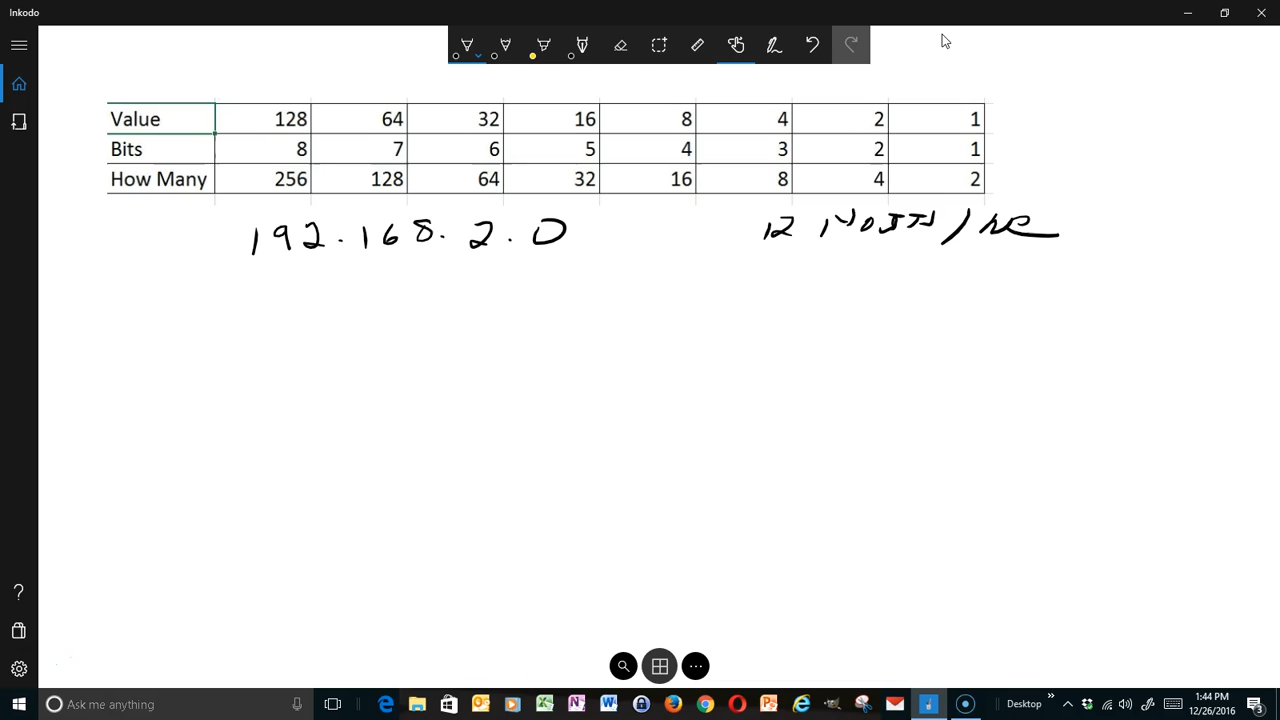 Inkodo
Value 128 64 32 16 8 4 2 1
Bits 8 7 6 5 4 3 2 1
How Many 256 128 64 32 16 8 4 2
192.168.2.0
12
Ask me anything
Desktop
1:44 PM
12/26/2016